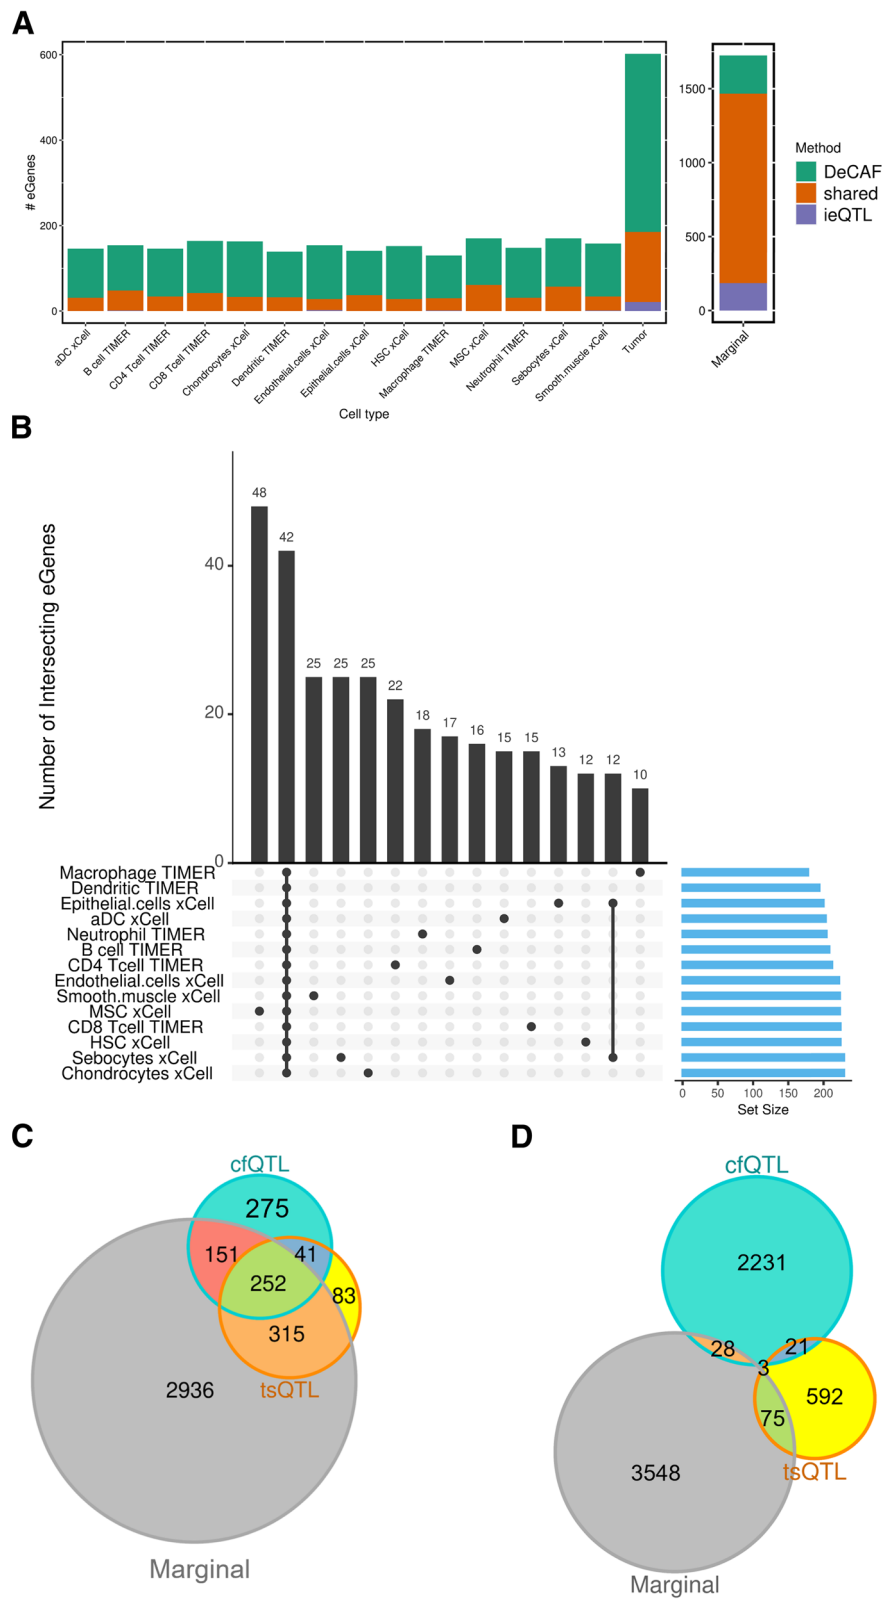 A
600
400
200
0
# eGenes
aDC xCell
B cell TIMER
CD4 Tcell TIMER
CD8 Tcell TIMER
Chondrocytes xCell
Dendritic TIMER
Endothelial.cells xCell
Epithelial.cells xCell
HSC xCell
Macrophage TIMER
MSC xCell
Neutrophil TIMER
Sebocytes xCell
Smooth.muscle xCell
Tumor
Cell type
1500
1000
500
0
Marginal
Method
DeCAF
shared
ieQTL
B
Number of Intersecting eGenes
40
20
0
48
42
25
25
25
22
18
17
16
15
15
13
12
12
10
Macrophage TIMER
Dendritic TIMER
Epithelial.cells xCell
aDC xCell
Neutrophil TIMER
B cell TIMER
CD4 Tcell TIMER
Endothelial.cells xCell
Smooth.muscle xCell
MSC xCell
CD8 Tcell TIMER
HSC xCell
Sebocytes xCell
Chondrocytes xCell
0 50 100 150 200
Set Size
C
cfQTL
275
151
41
252
83
315
tsQTL
2936
Marginal
D
cfQTL
2231
28
21
3
592
75
tsQTL
3548
Marginal